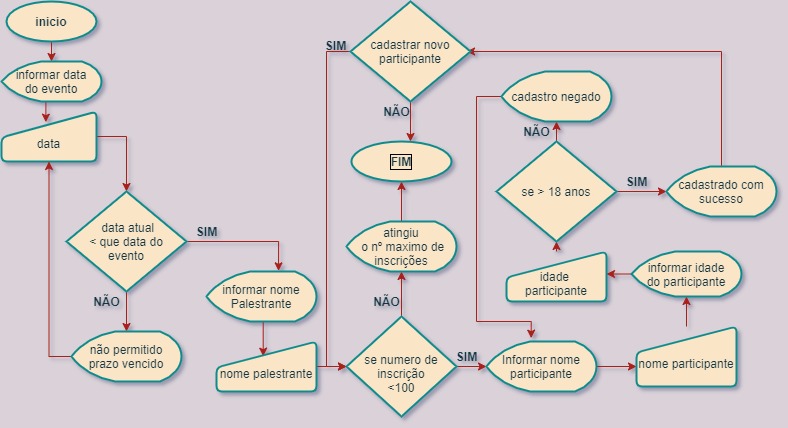 inicio
informar data
do evento
data
data atual
< que data do
evento
SIM
NÃO
não permitido
prazo vencido
informar nome
Palestrante
nome palestrante
se numero de
inscrição
<100
NÃO
SIM
atingiu
o nº maximo de
inscrições
FIM
NÃO
SIM
cadastrar novo
participante
Informar nome
participante
nome participante
informar idade
do participante
idade
participante
se > 18 anos
NÃO
SIM
cadastro negado
cadastrado com
sucesso